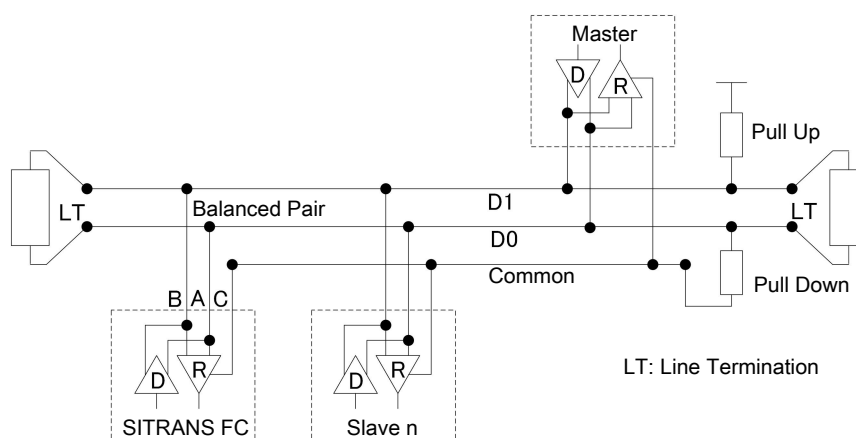 Master
D
R
Pull Up
LT
Balanced Pair
D1
LT
D0
Common
Pull Down
B A C
D
R
D
R
LT: Line Termination
SITRANS FC
Slave n